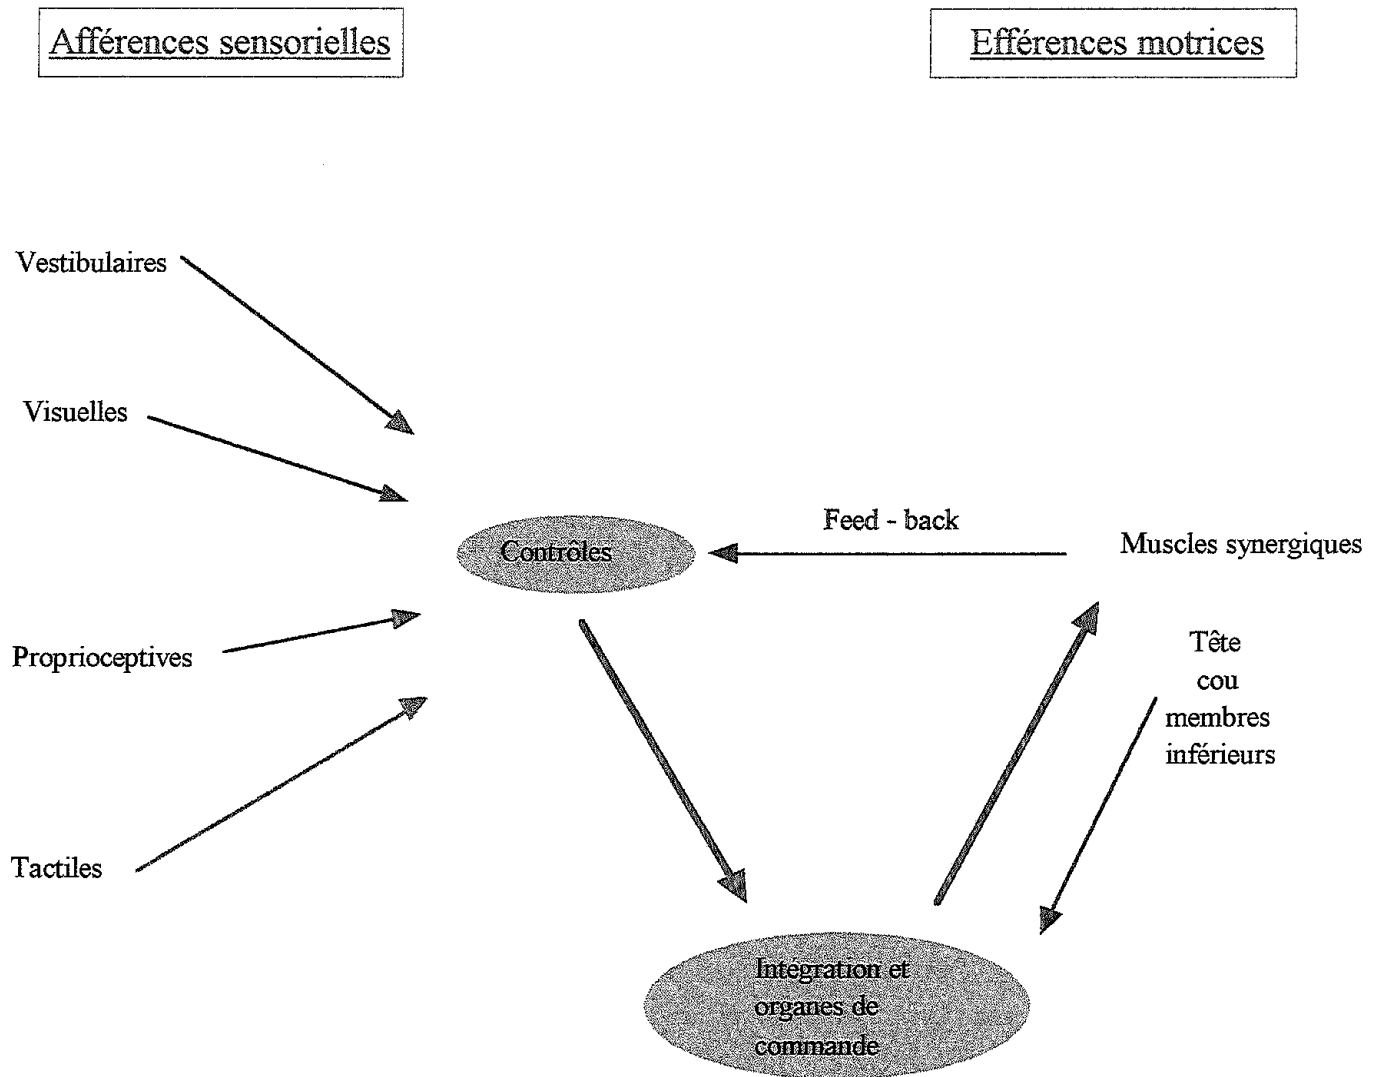 Afférences sensorielles
Efférences motrices
Vestibulaires
Visuelles
Feed - back
Contrôles
Muscles synergiques
Tête
cou
membres
inférieurs
Proprioceptives
Tactiles
Intégration et
organes de
commande